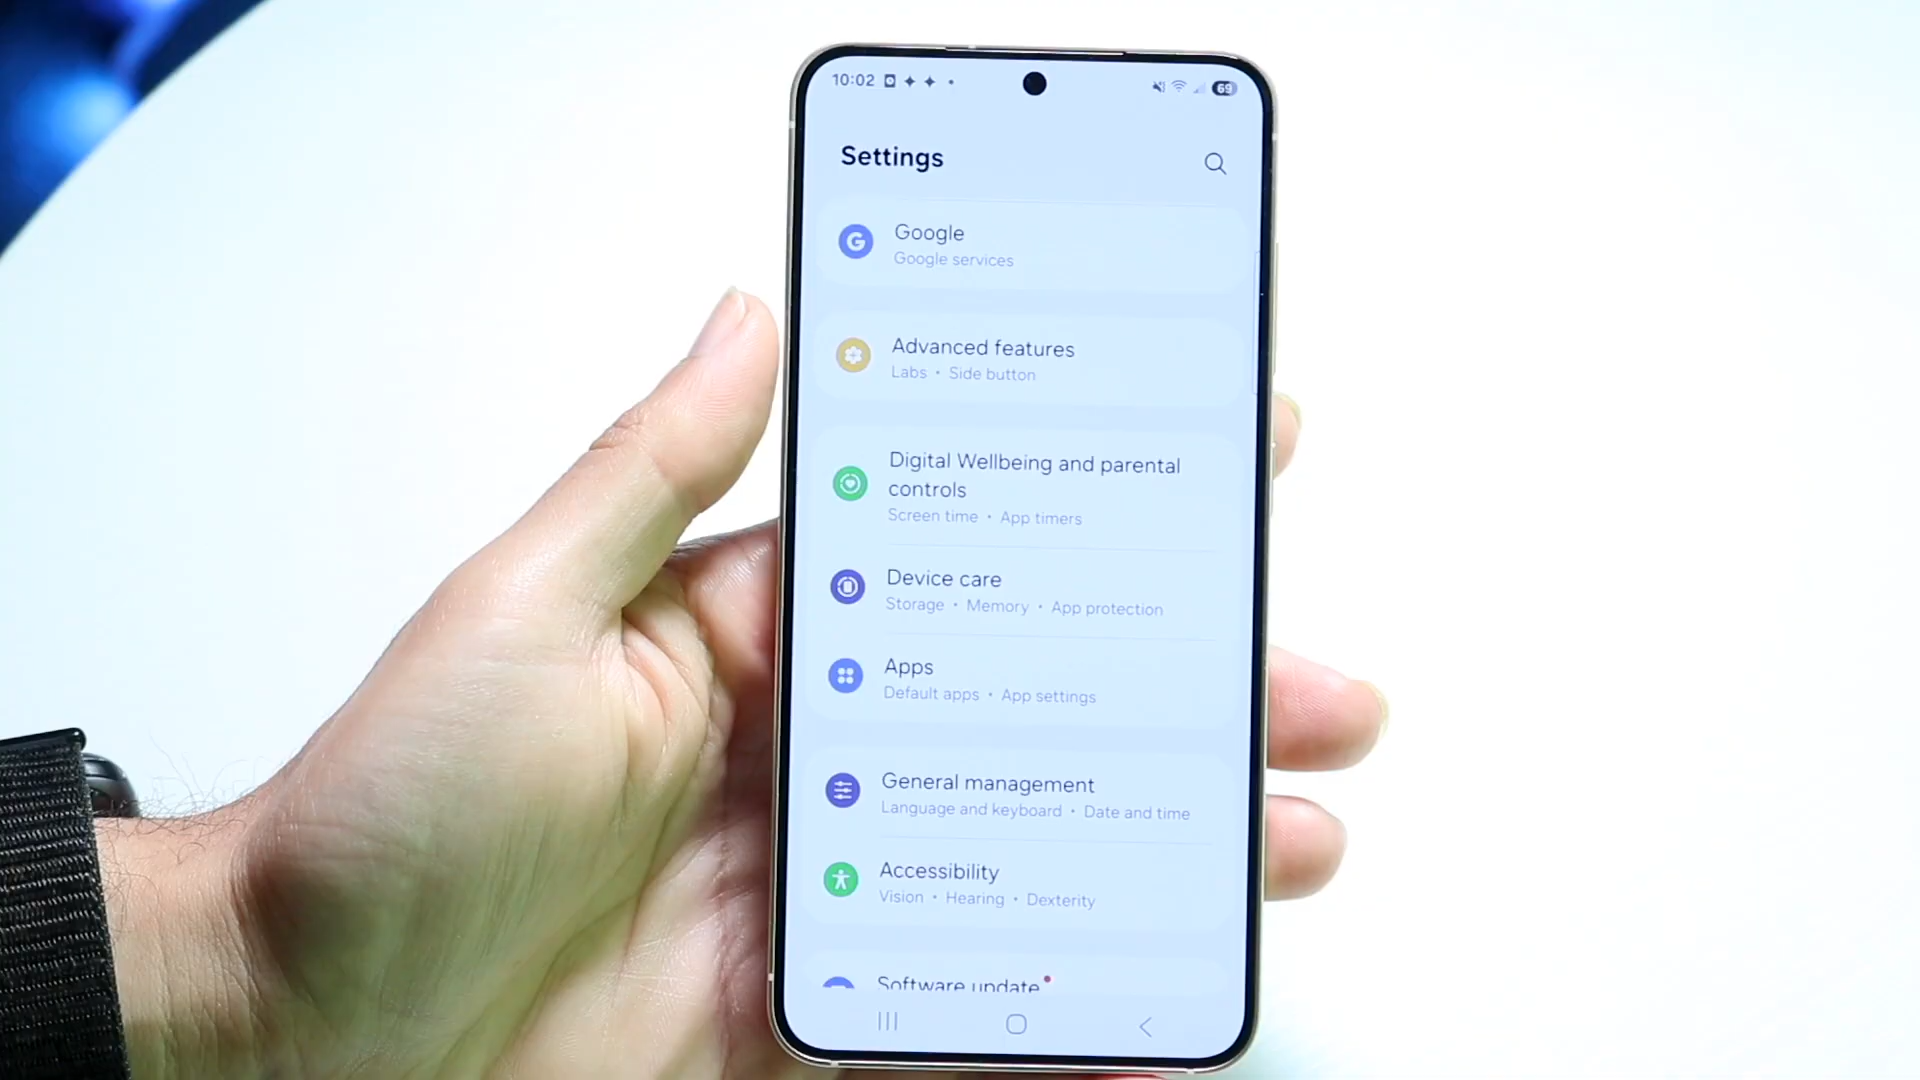 10:02
69
Settings
Google
Google services
Advanced features
Labs • Side button
Digital Wellbeing and parental
controls
Screen time • App timers
Device care
Storage • Memory • App protection
Apps
Default apps • App settings
General management
Language and keyboard • Date and time
Accessibility
Vision • Hearing • Dexterity
Software update